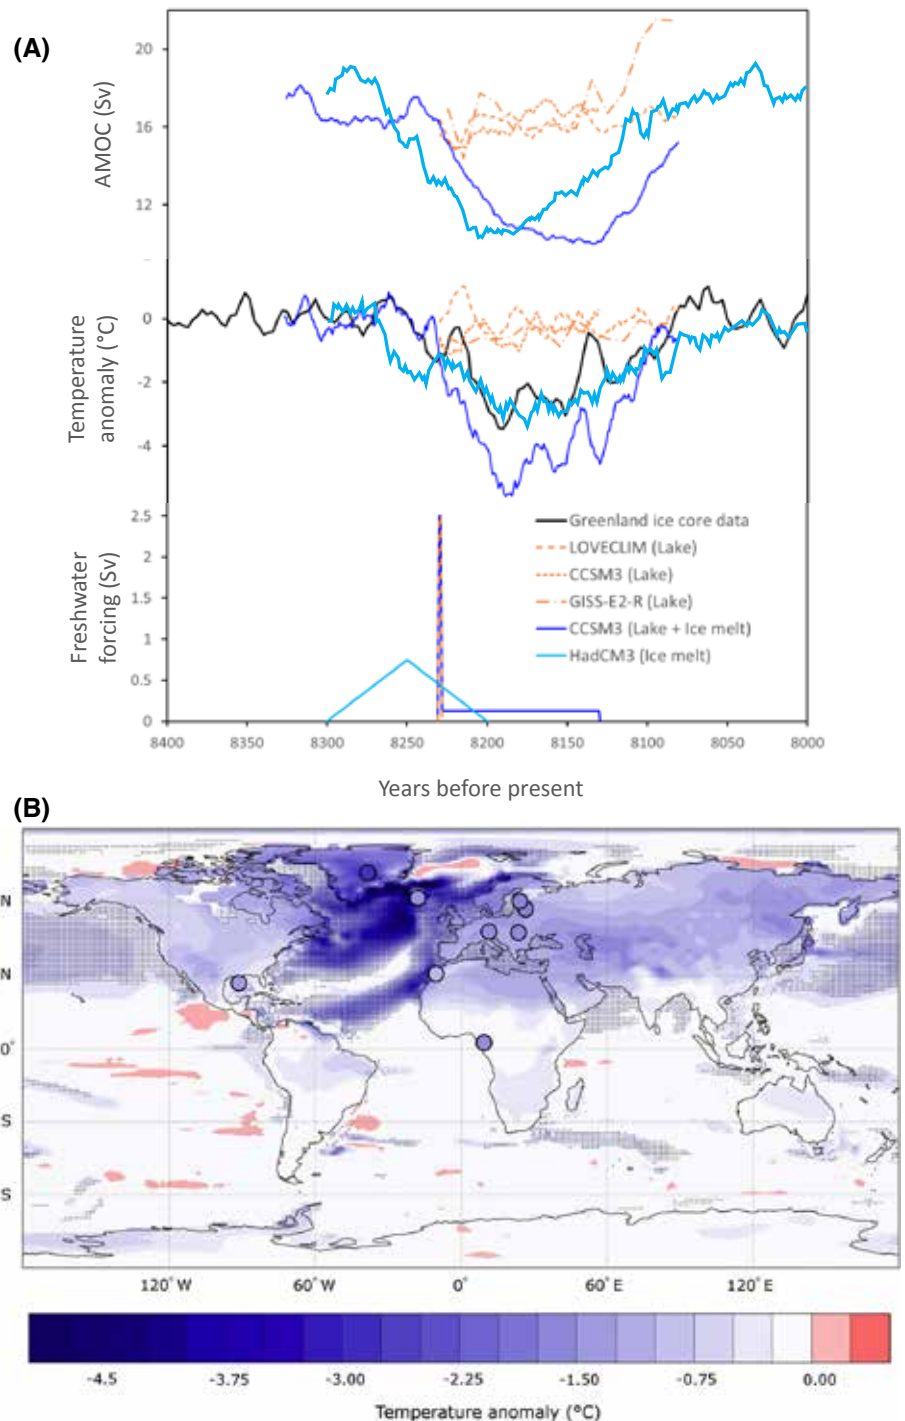 (A)
AMOC (Sv)
20
16
12
Temperature
anomaly (°C)
0
-2
-4
Freshwater
forcing (Sv)
2.5
2
1.5
1
0.5
0
Greenland ice core data
LOVECLIM (Lake)
CCSM3 (Lake)
GISS-E2-R (Lake)
CCSM3 (Lake + Ice melt)
HadCM3 (Ice melt)
8400 8350 8300 8250 8200 8150 8100 8050 8000
Years before present
(B)
N
N
0°
S
S
120°W 60°W 0° 60°E 120°E
-4.5 -3.75 -3.00 -2.25 -1.50 -0.75 0.00
Temperature anomaly (°C)